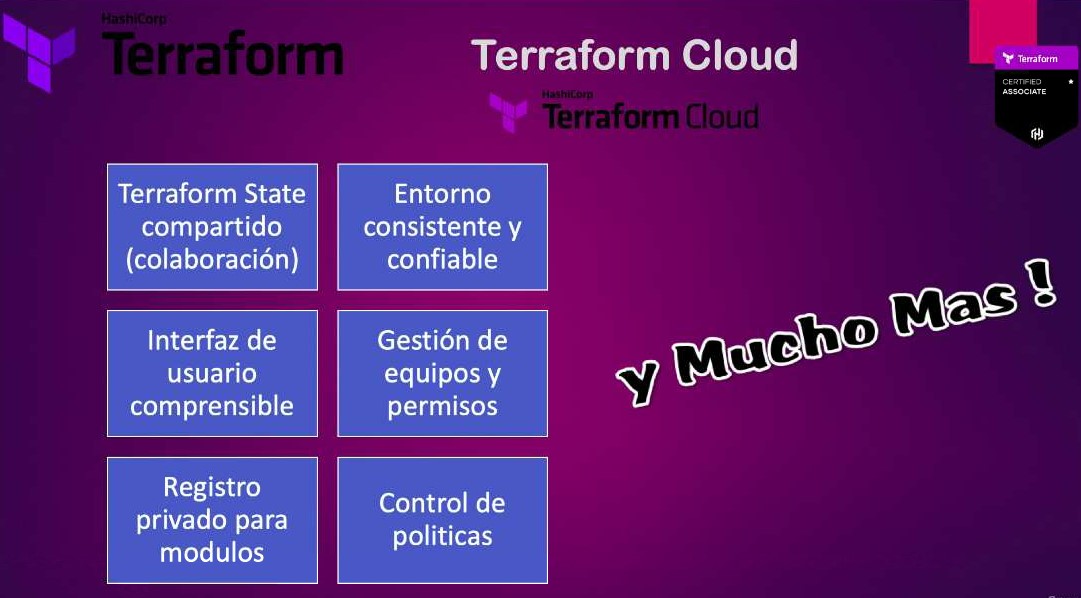 HashiCorp
Terraform
Terraform Cloud
HashiCorp
Terraform Cloud
Terraform
CERTIFIED
ASSOCIATE
Terraform State
compartido
(colaboración)
Entorno
consistente y
confiable
Interfaz de
usuario
comprensible
Gestión de
equipos y
permisos
Registro
privado para
modulos
Control de
politicas
y Mucho Mas !